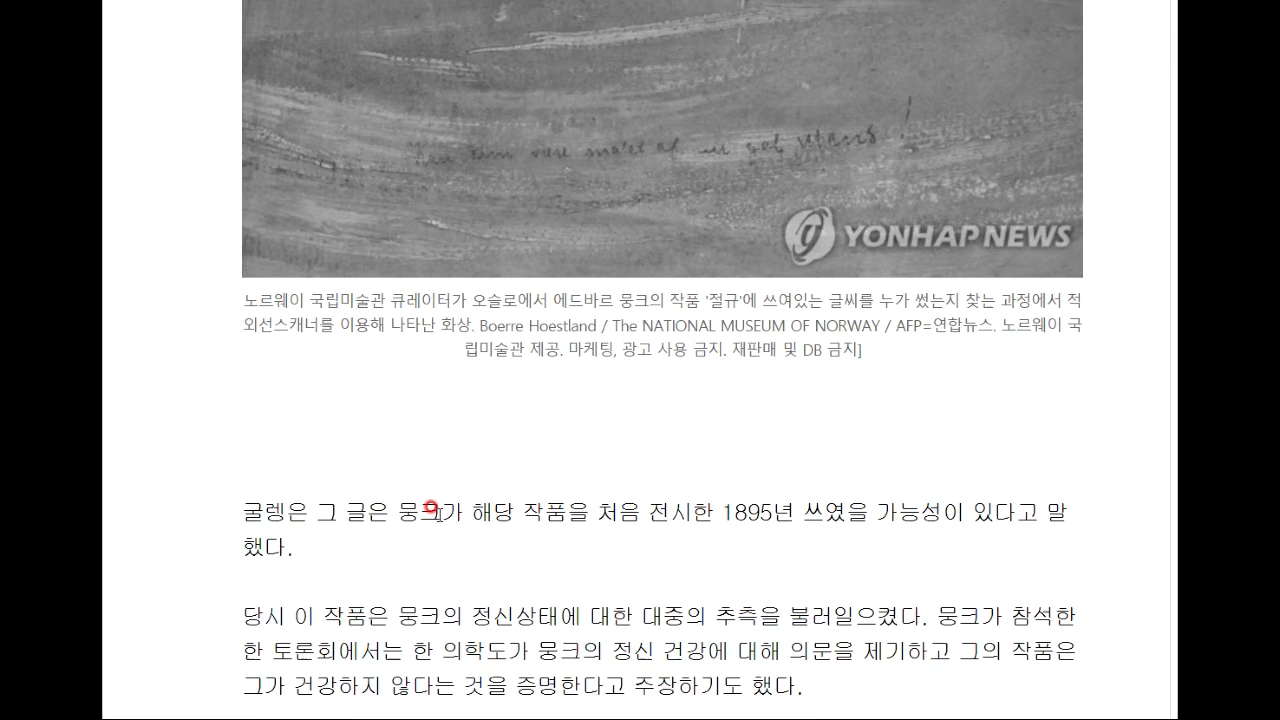 YONHAP NEWS
노르웨이 국립미술관 큐레이터가 오슬로에서 에드바르 뭉크의 작품 '절규'에 쓰여있는 글씨를 누가 썼는지 찾는 과정에서 적
외선스캐너를 이용해 나타난 화상. Boerre Hoestland / The NATIONAL MUSEUM OF NORWAY / AFP=연합뉴스. 노르웨이 국
립미술관 제공. 마케팅, 광고 사용 금지. 재판매 및 DB 금지]
굴렝은 그 글은 뭉크가 해당 작품을 처음 전시한 1895년 쓰였을 가능성이 있다고 말
했다.
당시 이 작품은 뭉크의 정신상태에 대한 대중의 추측을 불러일으켰다. 뭉크가 참석한
한 토론회에서는 한 의학도가 뭉크의 정신 건강에 대해 의문을 제기하고 그의 작품은
그가 건강하지 않다는 것을 증명한다고 주장하기도 했다.